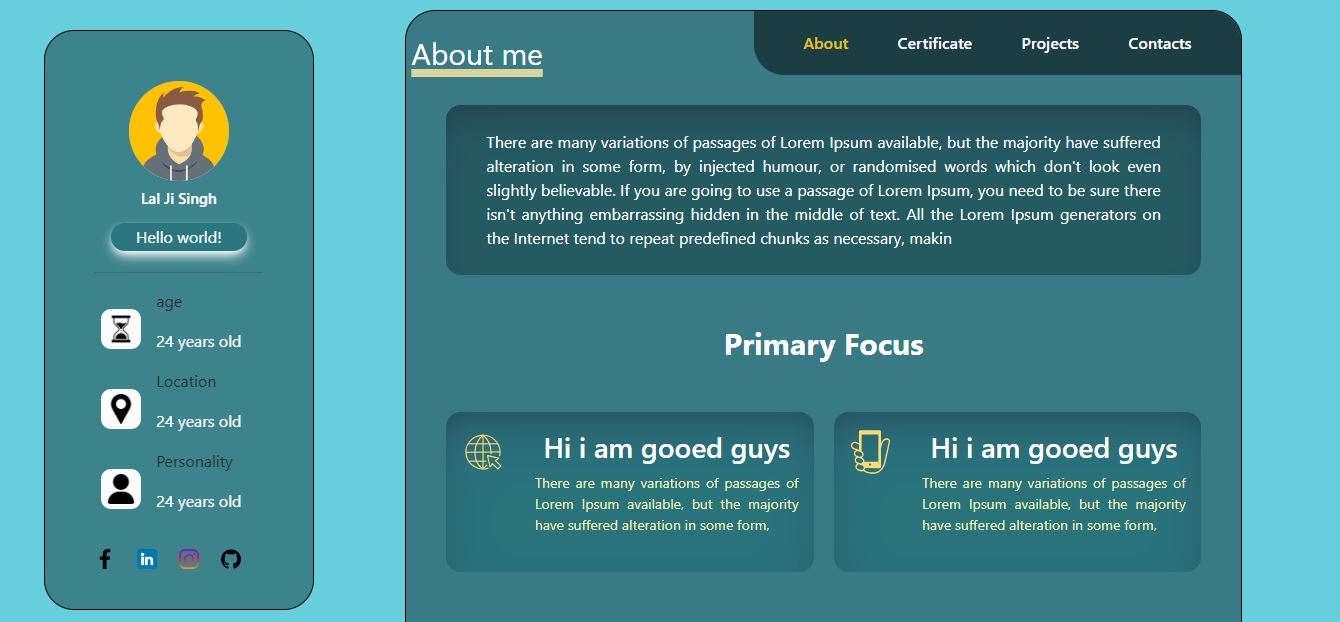 Lal Ji Singh
Hello world!
age
24 years old
Location
24 years old
Personality
24 years old
in
About me
About
Certificate
Projects
Contacts
There are many variations of passages of Lorem Ipsum available, but the majority have suffered
alteration in some form, by injected humour, or randomised words which don't look even
slightly believable. If you are going to use a passage of Lorem Ipsum, you need to be sure there
isn't anything embarrassing hidden in the middle of text. All the Lorem Ipsum generators on
the Internet tend to repeat predefined chunks as necessary, makin
Primary Focus
Hi i am gooed guys
There are many variations of passages of
Lorem Ipsum available, but the majority
have suffered alteration in some form,
Hi i am gooed guys
There are many variations of passages of
Lorem Ipsum available, but the majority
have suffered alteration in some form,